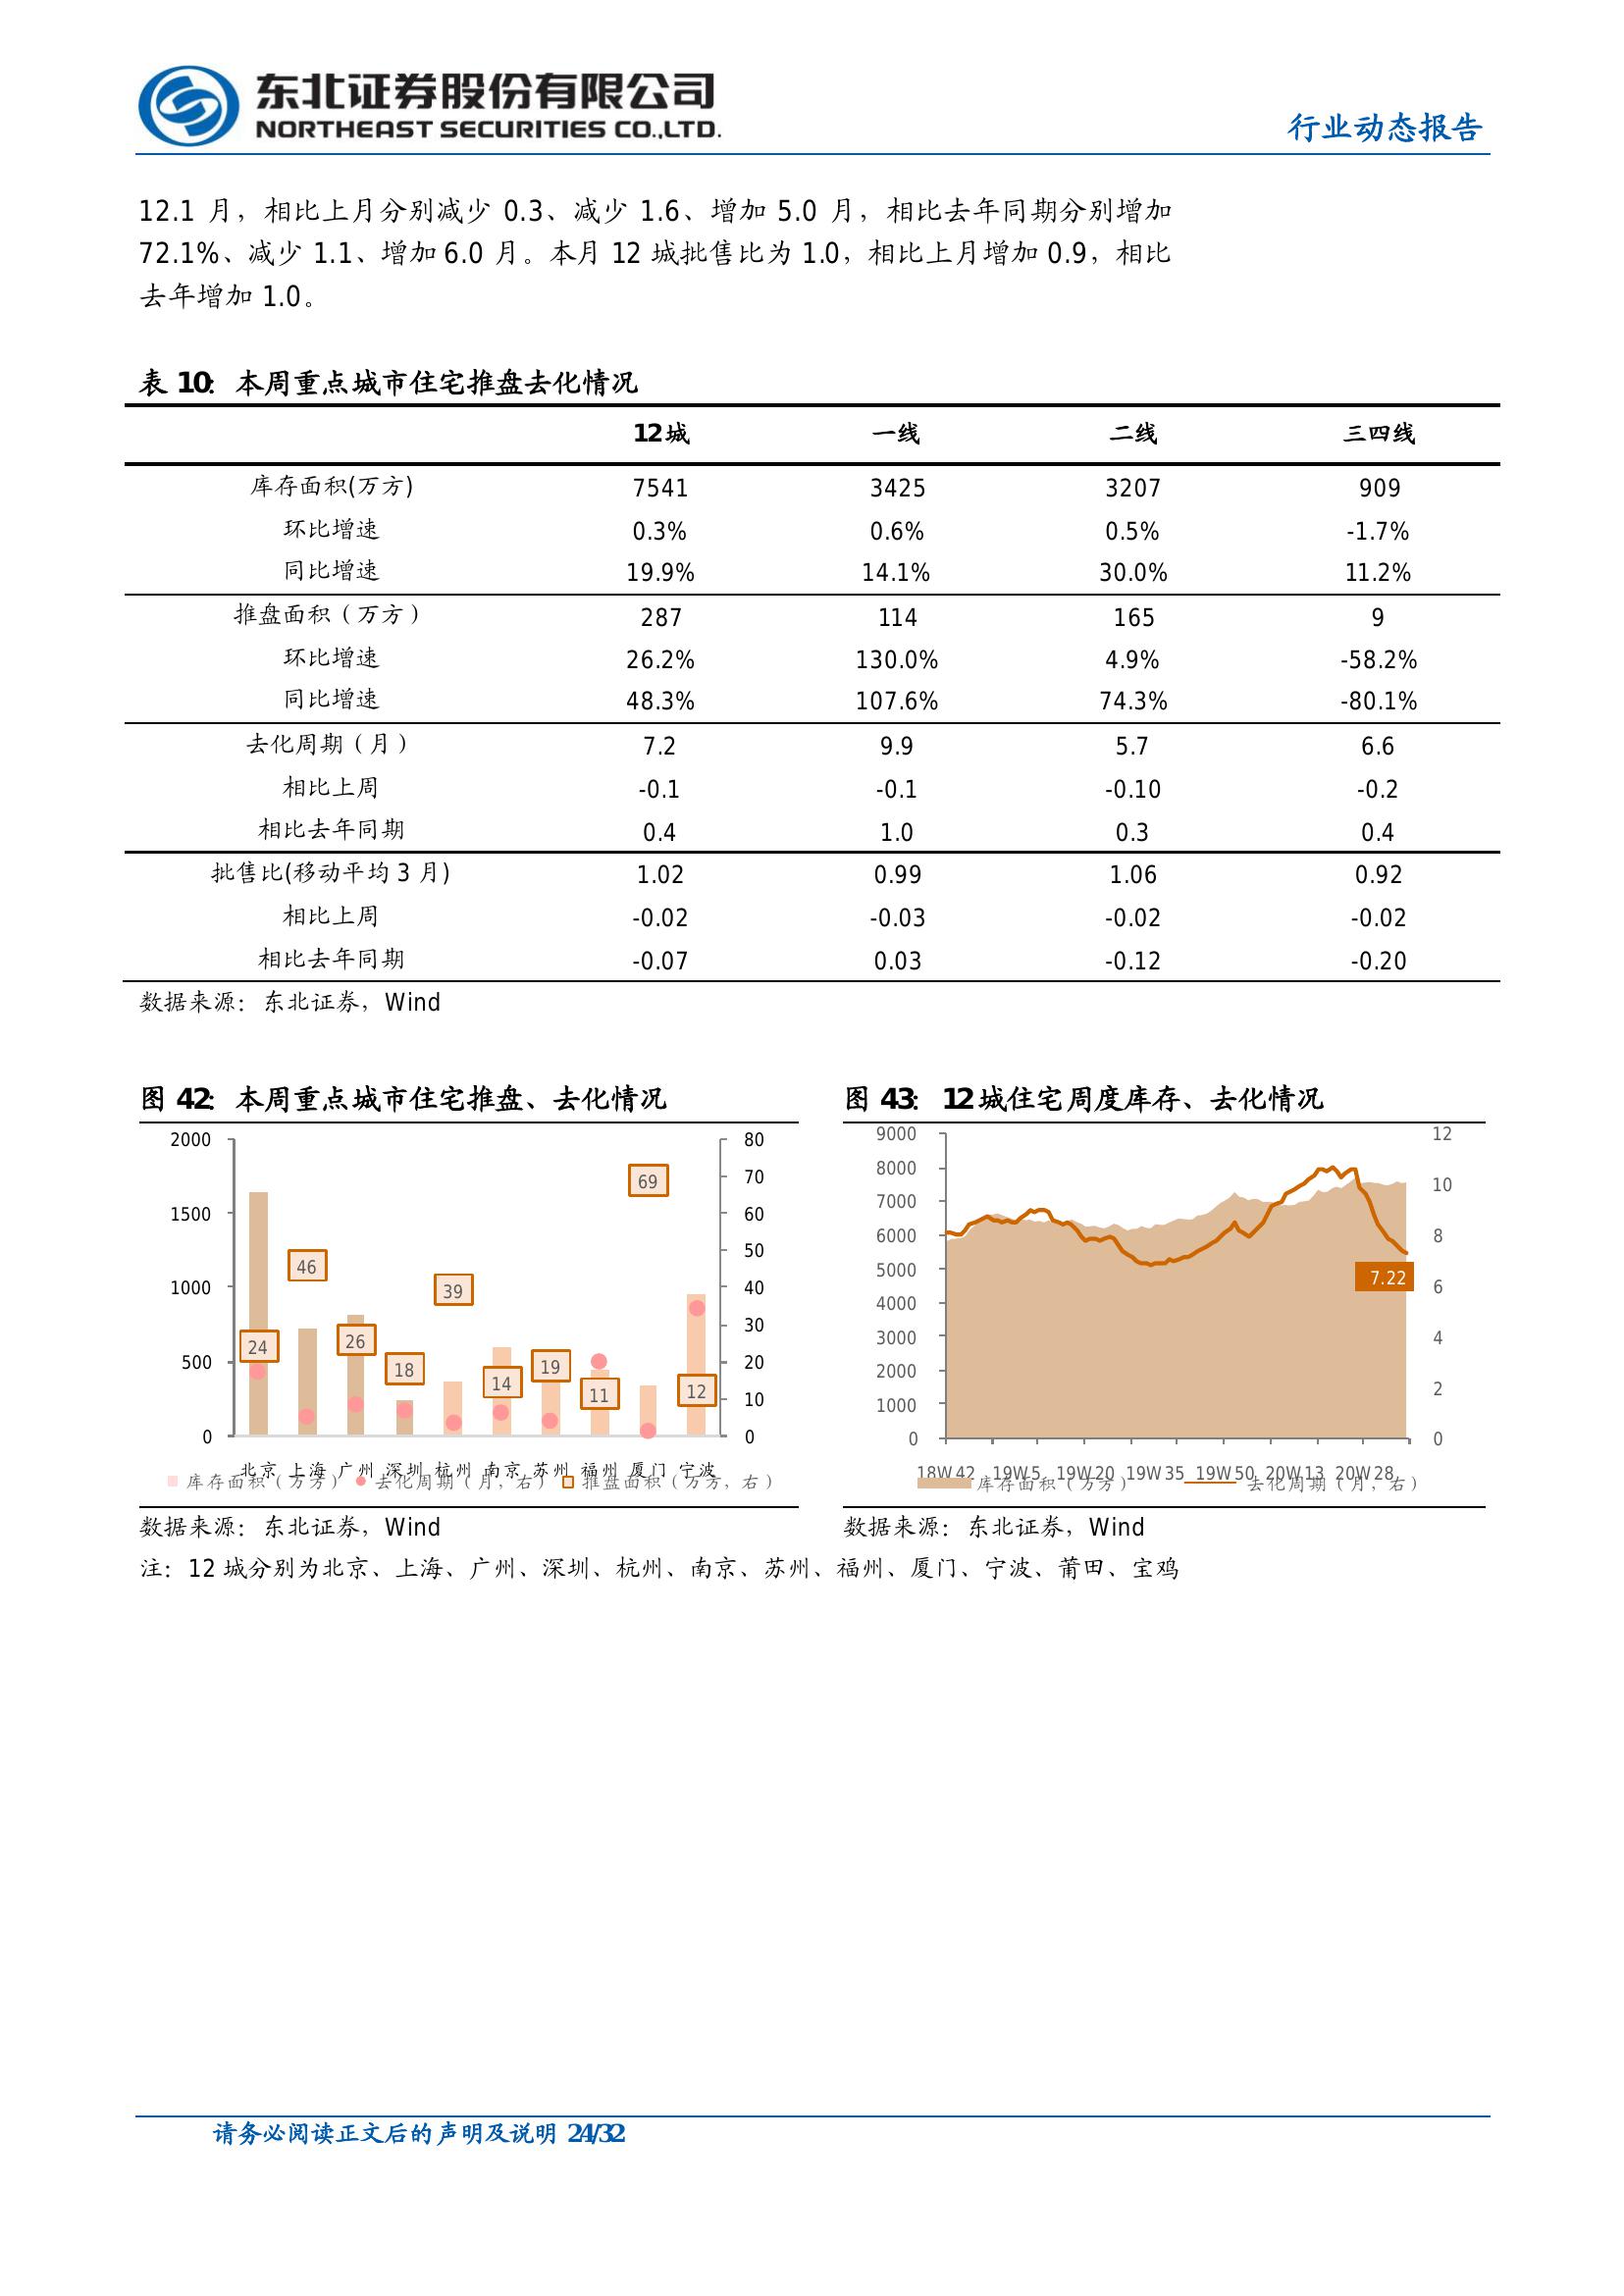 东北证券股份有限公司
NORTHEAST SECURITIES CO.,LTD.
行业动态报告
12.1 月，相比上月分别减少 0.3、减少 1.6、增加 5.0 月，相比去年同期分别增加
72.1%、减少 1.1、增加 6.0 月。本月 12 城批售比为 1.0，相比上月增加 0.9，相比
去年增加 1.0。
表 10：本周重点城市住宅推盘去化情况
12城 一线 二线 三四线
库存面积(万方) 7541 3425 3207 909
环比增速 0.3% 0.6% 0.5% -1.7%
同比增速 19.9% 14.1% 30.0% 11.2%
推盘面积（万方） 287 114 165 9
环比增速 26.2% 130.0% 4.9% -58.2%
同比增速 48.3% 107.6% 74.3% -80.1%
去化周期（月） 7.2 9.9 5.7 6.6
相比上周 -0.1 -0.1 -0.10 -0.2
相比去年同期 0.4 1.0 0.3 0.4
批售比(移动平均 3 月) 1.02 0.99 1.06 0.92
相比上周 -0.02 -0.03 -0.02 -0.02
相比去年同期 -0.07 0.03 -0.12 -0.20
数据来源：东北证券，Wind
图 42：本周重点城市住宅推盘、去化情况
2000
1500
1000
500
0
80
70
60
50
40
30
20
10
0
24
46
26
18
39
14
19
11
69
12
北京 上海 广州 深圳 杭州 南京 苏州 福州 厦门 宁波
库存面积（万方） 去化周期（月，右） 推盘面积（万方，右）
数据来源：东北证券，Wind
图 43：12城住宅周度库存、去化情况
9000
8000
7000
6000
5000
4000
3000
2000
1000
0
12
10
8
6
4
2
0
7.22
18W42 19W5 19W20 19W35 19W50 20W13 20W28
库存面积（万方） 去化周期（月，右）
数据来源：东北证券，Wind
注：12 城分别为北京、上海、广州、深圳、杭州、南京、苏州、福州、厦门、宁波、莆田、宝鸡
请务必阅读正文后的声明及说明 24/32